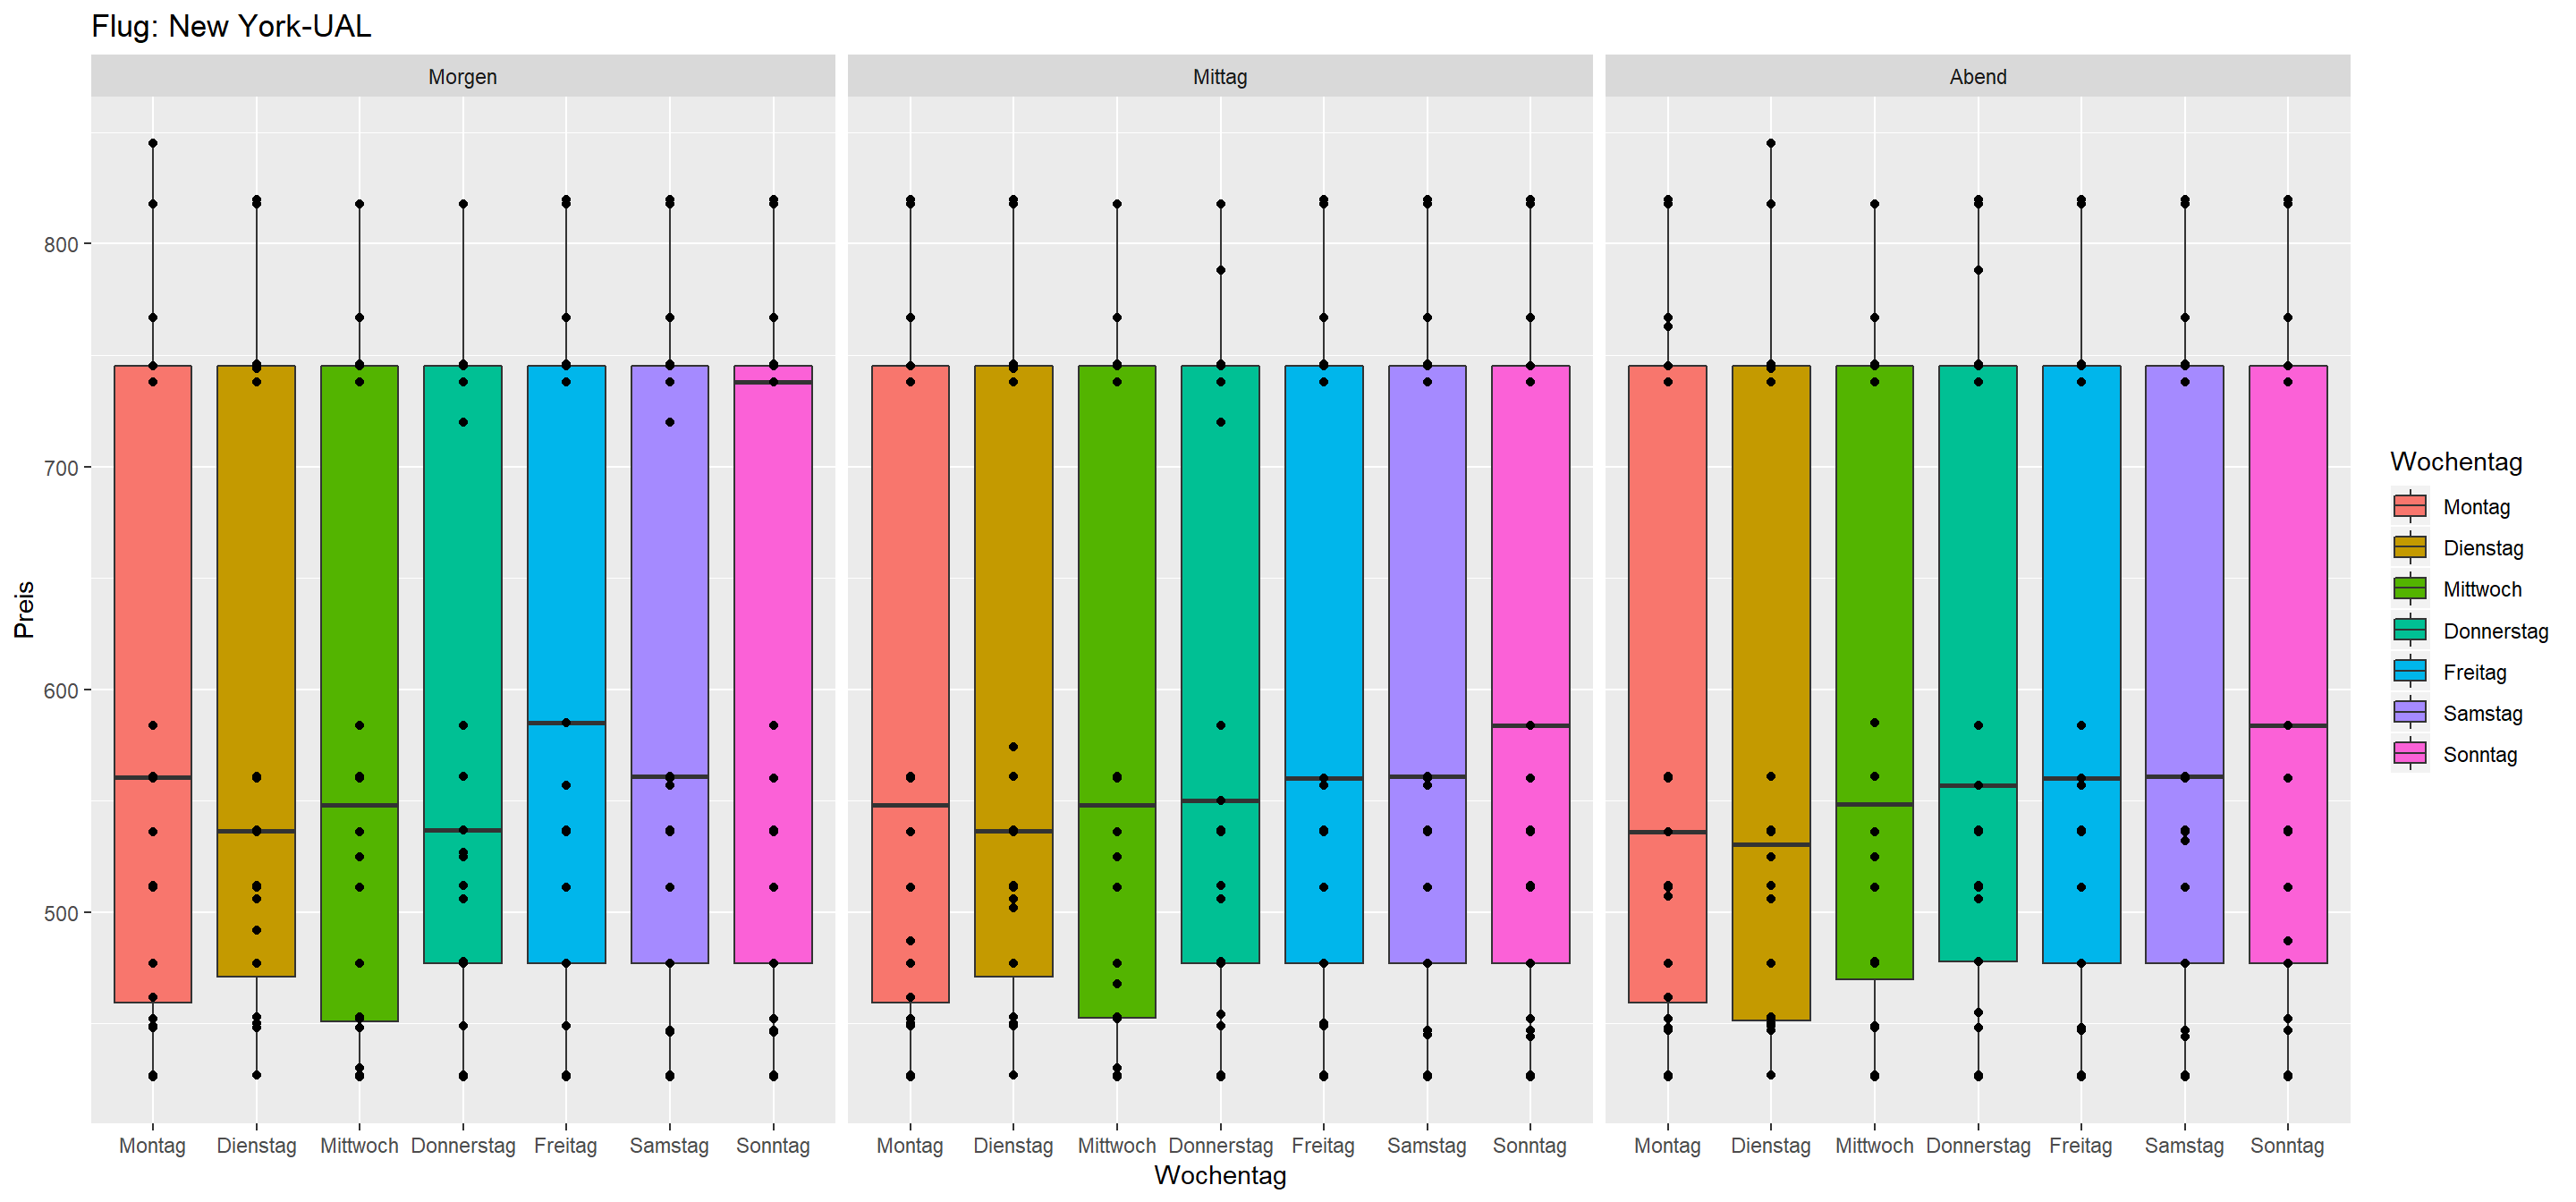 Flug: New York-UAL
Morgen Mittag Abend
800
700
600
500
Preis
Montag Dienstag Mittwoch Donnerstag Freitag Samstag Sonntag Montag Dienstag Mittwoch Donnerstag Freitag Samstag Sonntag Montag Dienstag Mittwoch Donnerstag Freitag Samstag Sonntag
Wochentag
Wochentag
Montag
Dienstag
Mittwoch
Donnerstag
Freitag
Samstag
Sonntag